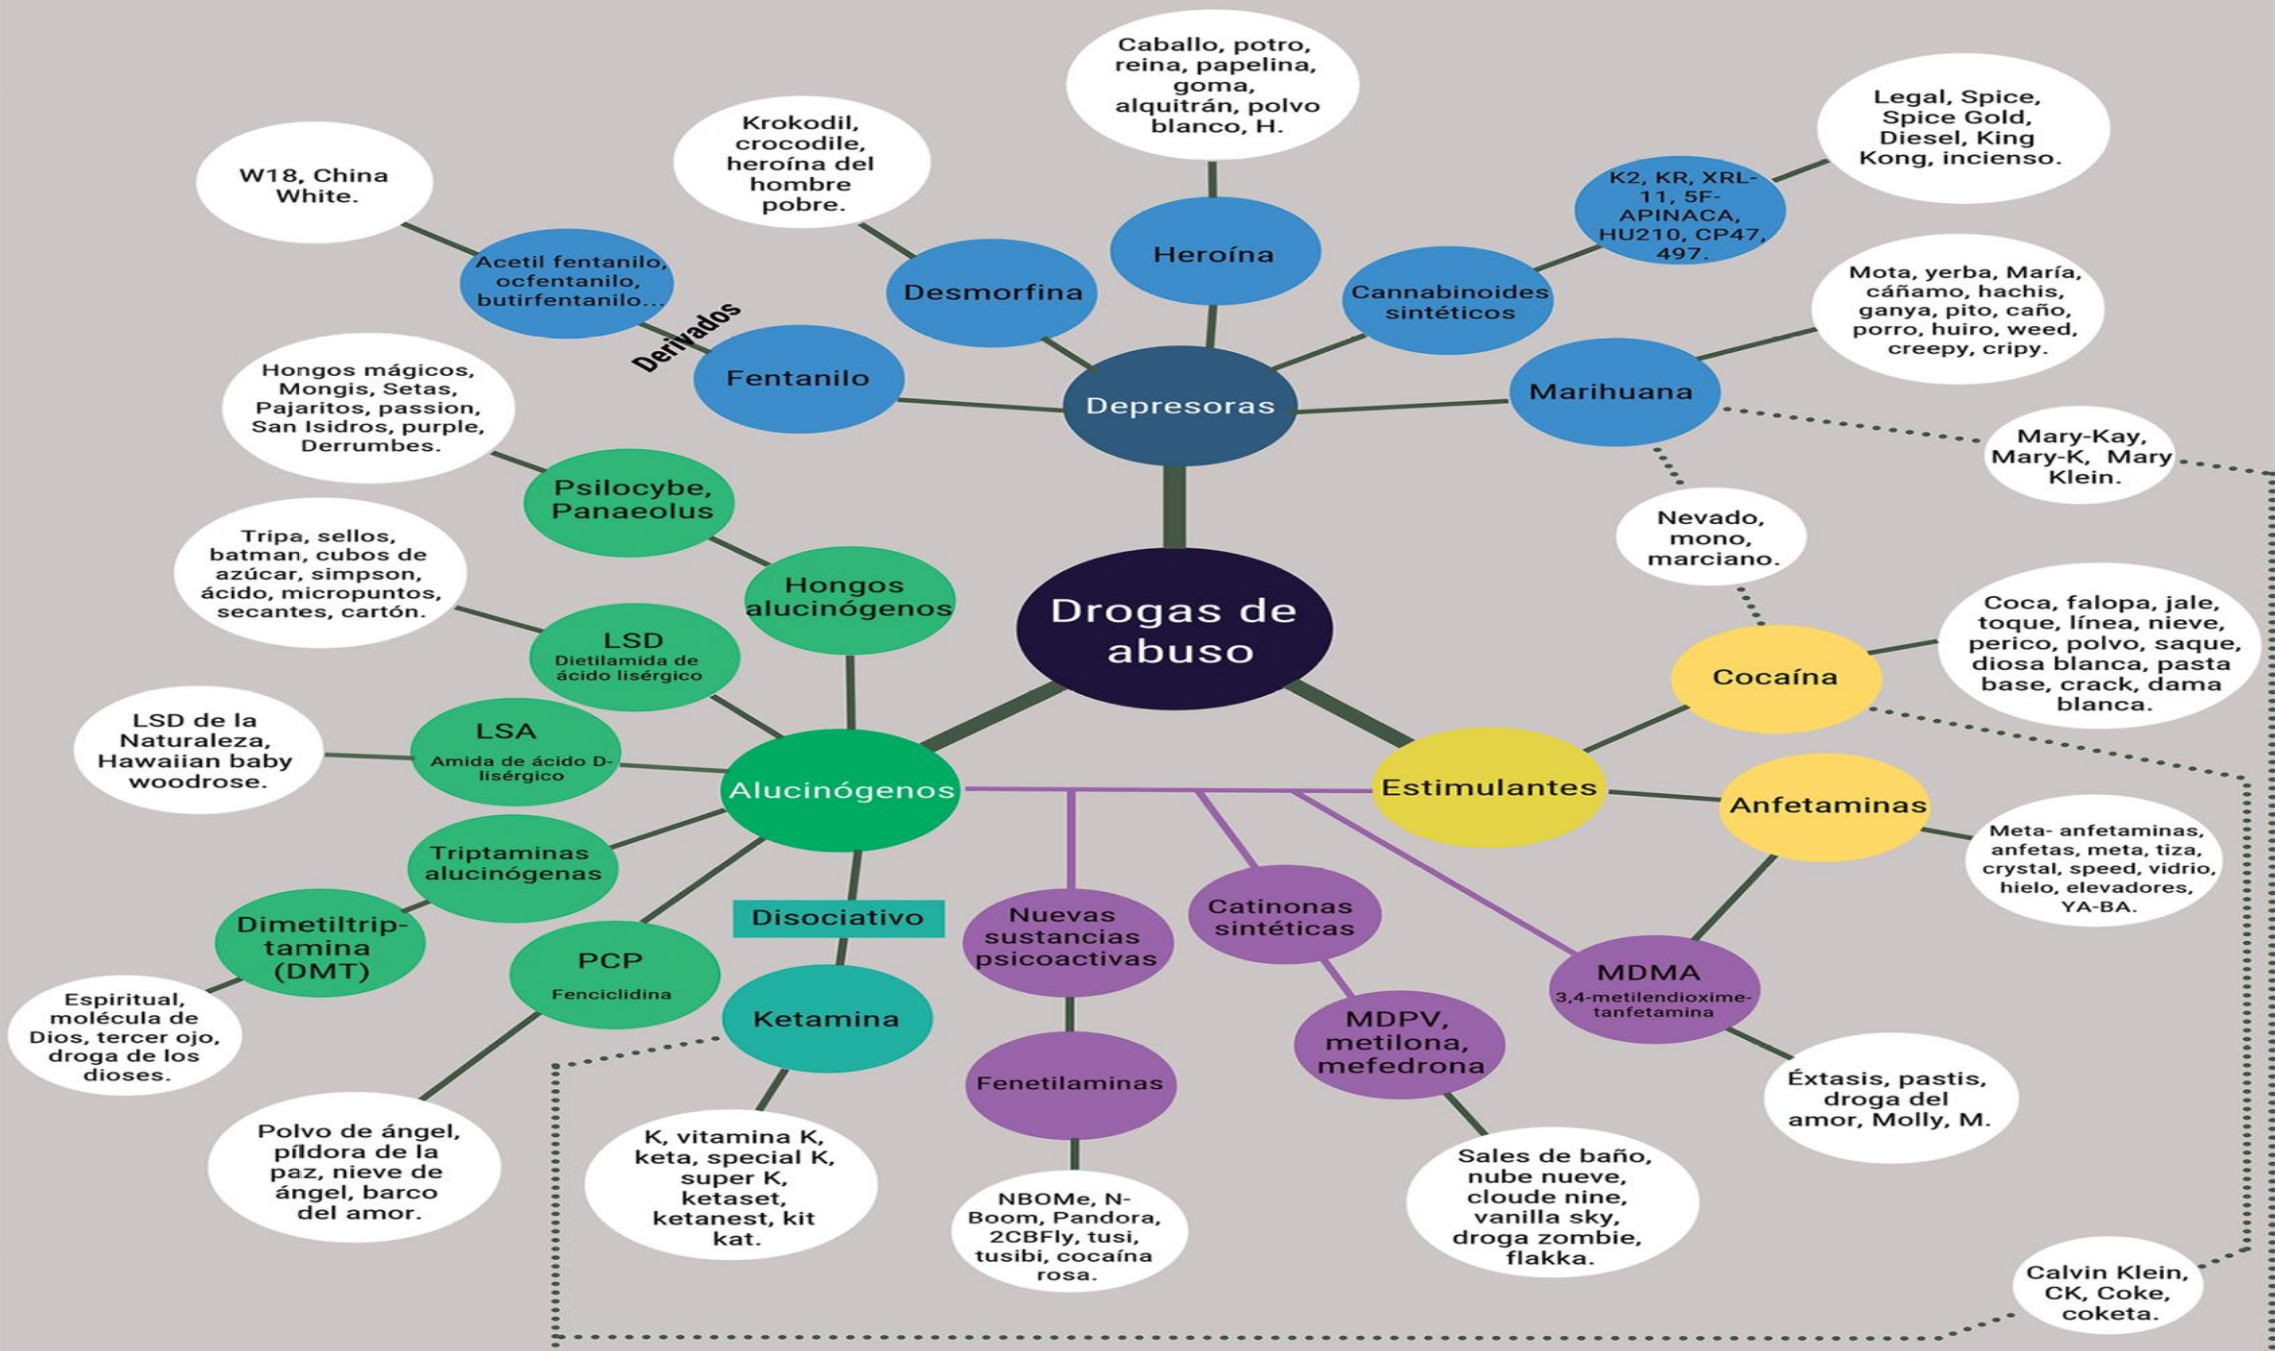 Caballo, potro,
reina, papelina,
goma,
alquitrán, polvo
blanco, H.
Legal, Spice,
Spice Gold,
Diesel, King
Kong, incienso.
Krokodil,
crocodile,
heroína del
hombre
pobre.
W18, China
White.
K2, KR, XRL-
11, 5F-
APINACA,
HU210, CP47,
497.
Heroína
Acetil fentanilo,
ocfentanilo,
butirfentanilo...
Desmorfina
Cannabinoides
sintéticos
Mota, yerba, María,
cáñamo, hachis,
ganya, pito, caño,
porro, huiro, weed,
creepy, cripy.
Derivados
Fentanilo
Depresoras
Marihuana
Hongos mágicos,
Mongis, Setas,
Pajaritos, passion,
San Isidros, purple,
Derrumbes.
Mary-Kay,
Mary-K, Mary
Klein.
Psilocybe,
Panaeolus
Nevado,
mono,
marciano.
Tripa, sellos,
batman, cubos de
azúcar, simpson,
ácido, micropuntos,
secantes, cartón.
Hongos
alucinógenos
Drogas de
abuso
Coca, falopa, jale,
toque, línea, nieve,
perico, polvo, saque,
diosa blanca, pasta
base, crack, dama
blanca.
LSD
Dietilamida de
ácido lisérgico
Cocaína
LSD de la
Naturaleza,
Hawaiian baby
woodrose.
LSA
Amida de ácido D-
lisérgico
Alucinógenos
Estimulantes
Anfetaminas
Meta- anfetaminas,
anfetas, meta, tiza,
crystal, speed, vidrio,
hielo, elevadores,
YA-BA.
Triptaminas
alucinógenas
Disociativo
Nuevas
sustancias
psicoactivas
Catinonas
sintéticas
Dimetiltrip-
tamina
(DMT)
PCP
Fenciclidina
MDMA
3,4-metilendioxime-
tanfetamina
Ketamina
MDPV,
metilona,
mefedrona
Espiritual,
molécula de
Dios, tercer ojo,
droga de los
dioses.
Fenetilaminas
Éxtasis, pastis,
droga del
amor, Molly, M.
Polvo de ángel,
píldora de la
paz, nieve de
ángel, barco
del amor.
K, vitamina K,
keta, special K,
super K,
ketaset,
ketanest, kit
kat.
NBOMe, N-
Boom, Pandora,
2CBFly, tusi,
tusibi, cocaína
rosa.
Sales de baño,
nube nueve,
cloude nine,
vanilla sky,
droga zombie,
flakka.
Calvin Klein,
CK, Coke,
coketa.